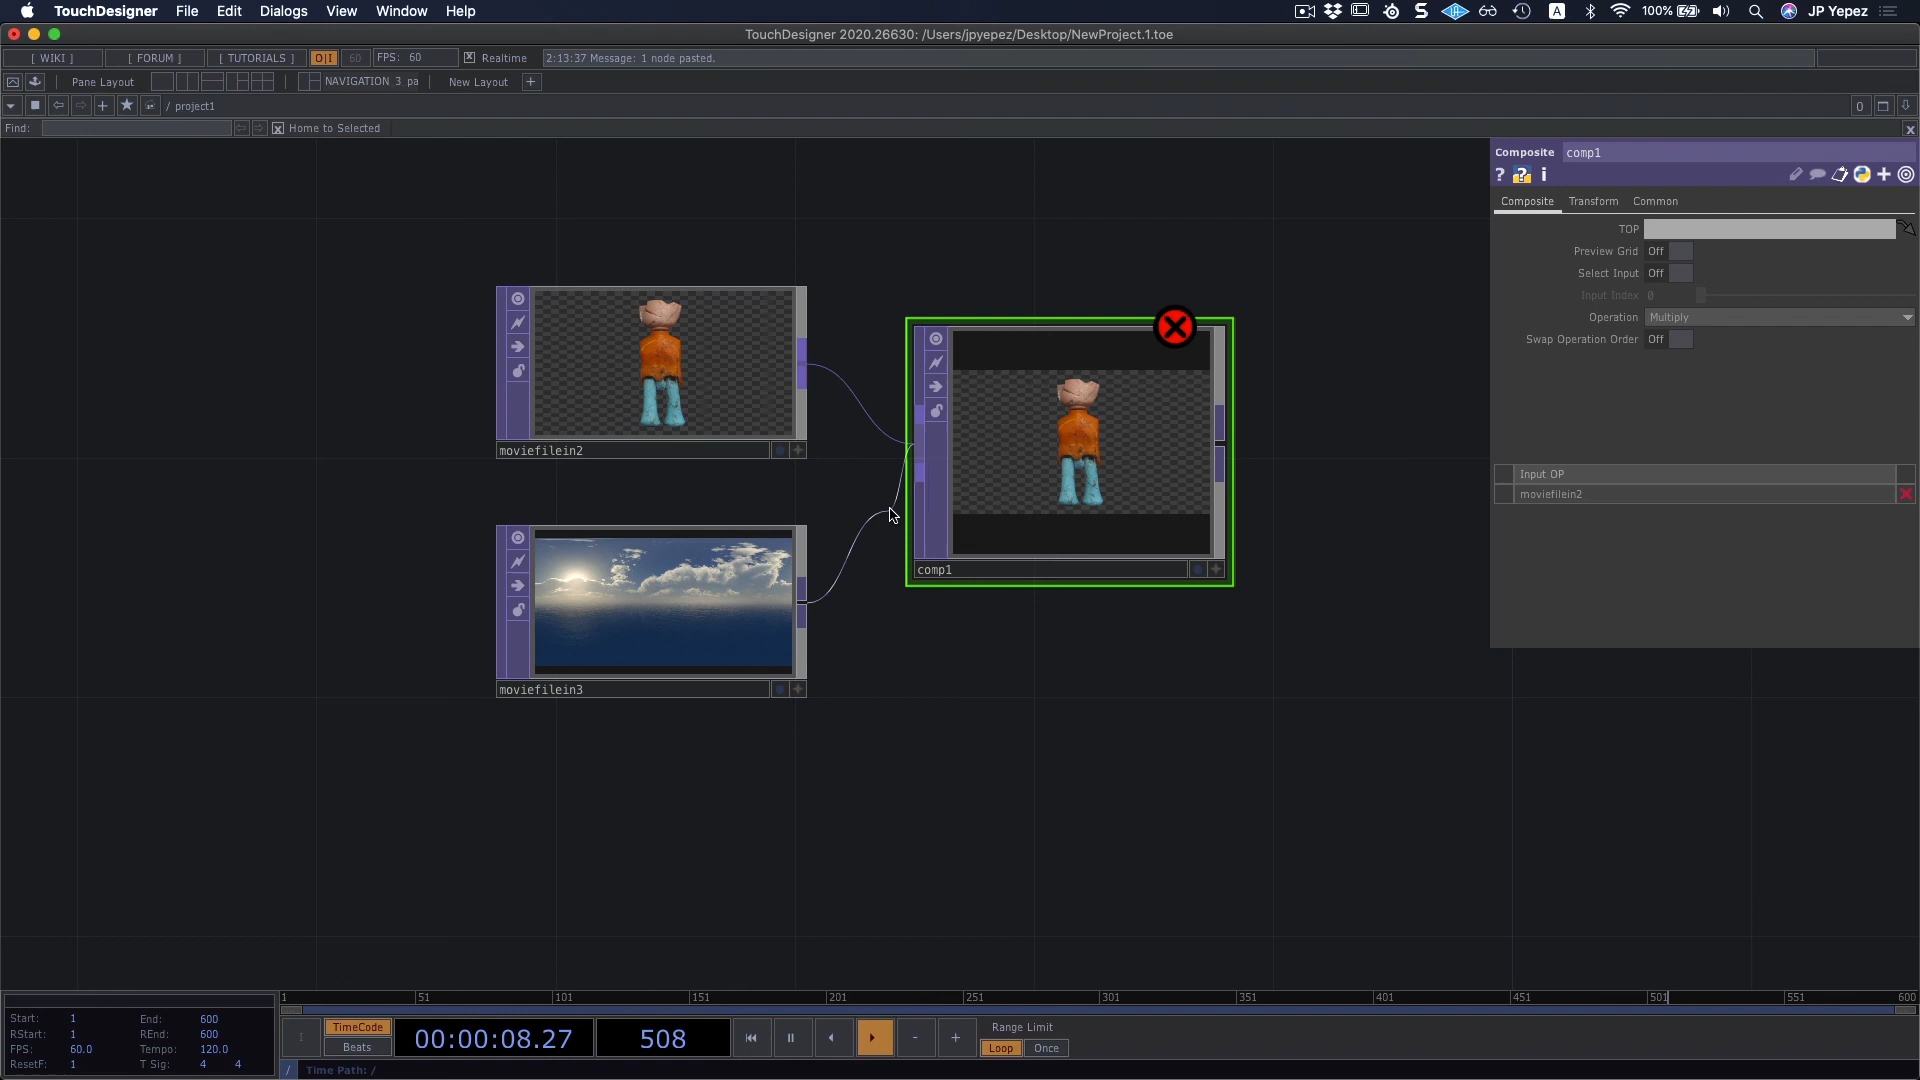 TouchDesigner File Edit Dialogs View Window Help 100% JP Yepez
TouchDesigner 2020.26630: /Users/jpyepez/Desktop/NewProject.1.toe
[ WIKI ] [ FORUM ] [ TUTORIALS ] O|I 60 FPS: 60 Realtime 2:13:37 Message: 1 node pasted.
Pane Layout NAVIGATION 3 pa New Layout +
/ project1 0
Find: Home to Selected x
Composite comp1
? ? i
Composite Transform Common
TOP
Preview Grid Off
Select Input Off
Input Index 0
Operation Multiply
Swap Operation Order Off
Input OP
moviefilein2
moviefilein2
comp1
moviefilein3
1 51 101 151 201 251 301 351 401 451 501 551 600
Start: 1 End: 600
RStart: 1 REnd: 600
FPS: 60.0 Tempo: 120.0
ResetF: 1 T Sig: 4 4
I TimeCode Beats 00:00:08.27 508 - + Range Limit
Loop Once
/ Time Path: /